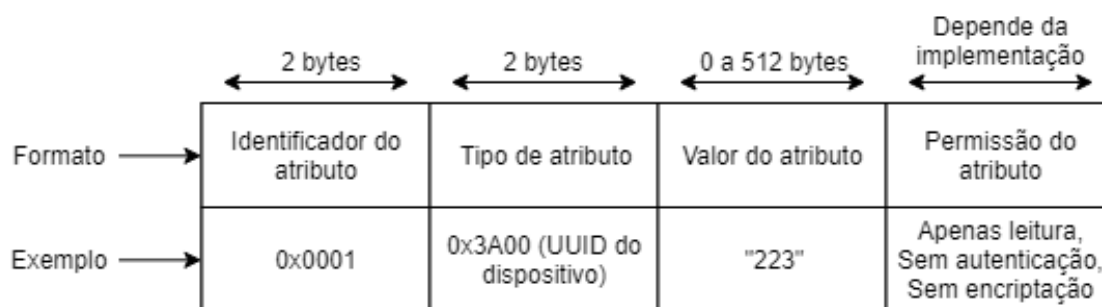 Depende da
implementação
2 bytes
2 bytes
0 a 512 bytes
Formato
Identificador do
atributo
Tipo de atributo
Valor do atributo
Permissão do
atributo
Exemplo
0x0001
0x3A00 (UUID do
dispositivo)
"223"
Apenas leitura,
Sem autenticação,
Sem encriptação